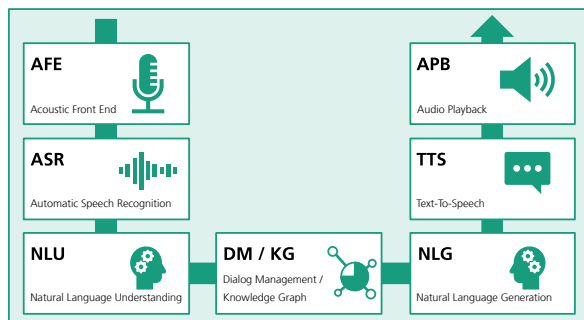 AFE
Acoustic Front End
ASR
Automatic Speech Recognition
NLU
Natural Language Understanding
DM / KG
Dialog Management /
Knowledge Graph
NLG
Natural Language Generation
TTS
Text-To-Speech
APB
Audio Playback